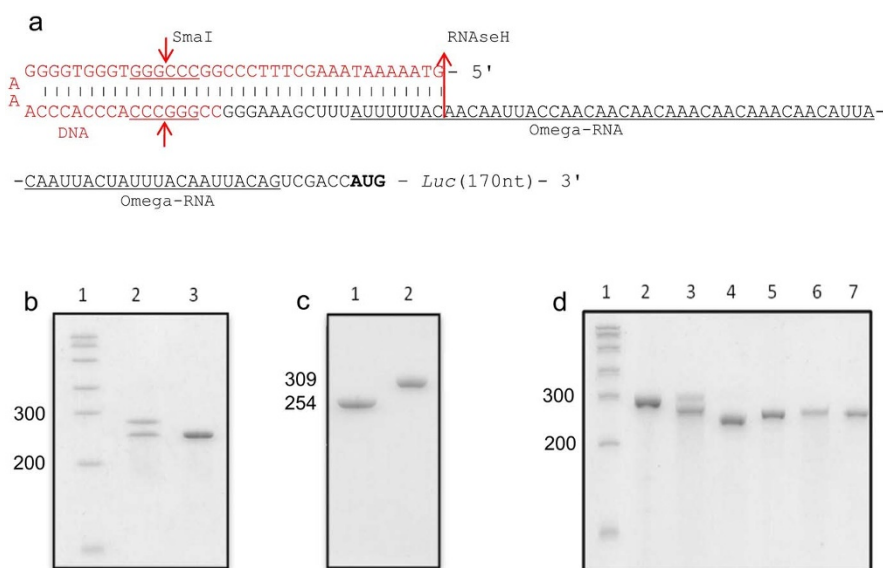 a
SmaI RNAseH
GGGGTGGGTGGGCCCGGCCCTTTCGAAATAAAAATG– 5'
A
A
ACCCACCCACCCGGGCCGGGAAAGCUUUAUUUUUACAACAAUUACCAACAACAACAAACAACAAACAACAUUA-
DNA Omega-RNA
-CAAUUACUAUUUACAAUUACAGUCGACCAUG – Luc(170nt)- 3'
Omega-RNA
b 1 2 3
300
200
c 1 2
309
254
d 1 2 3 4 5 6 7
300
200